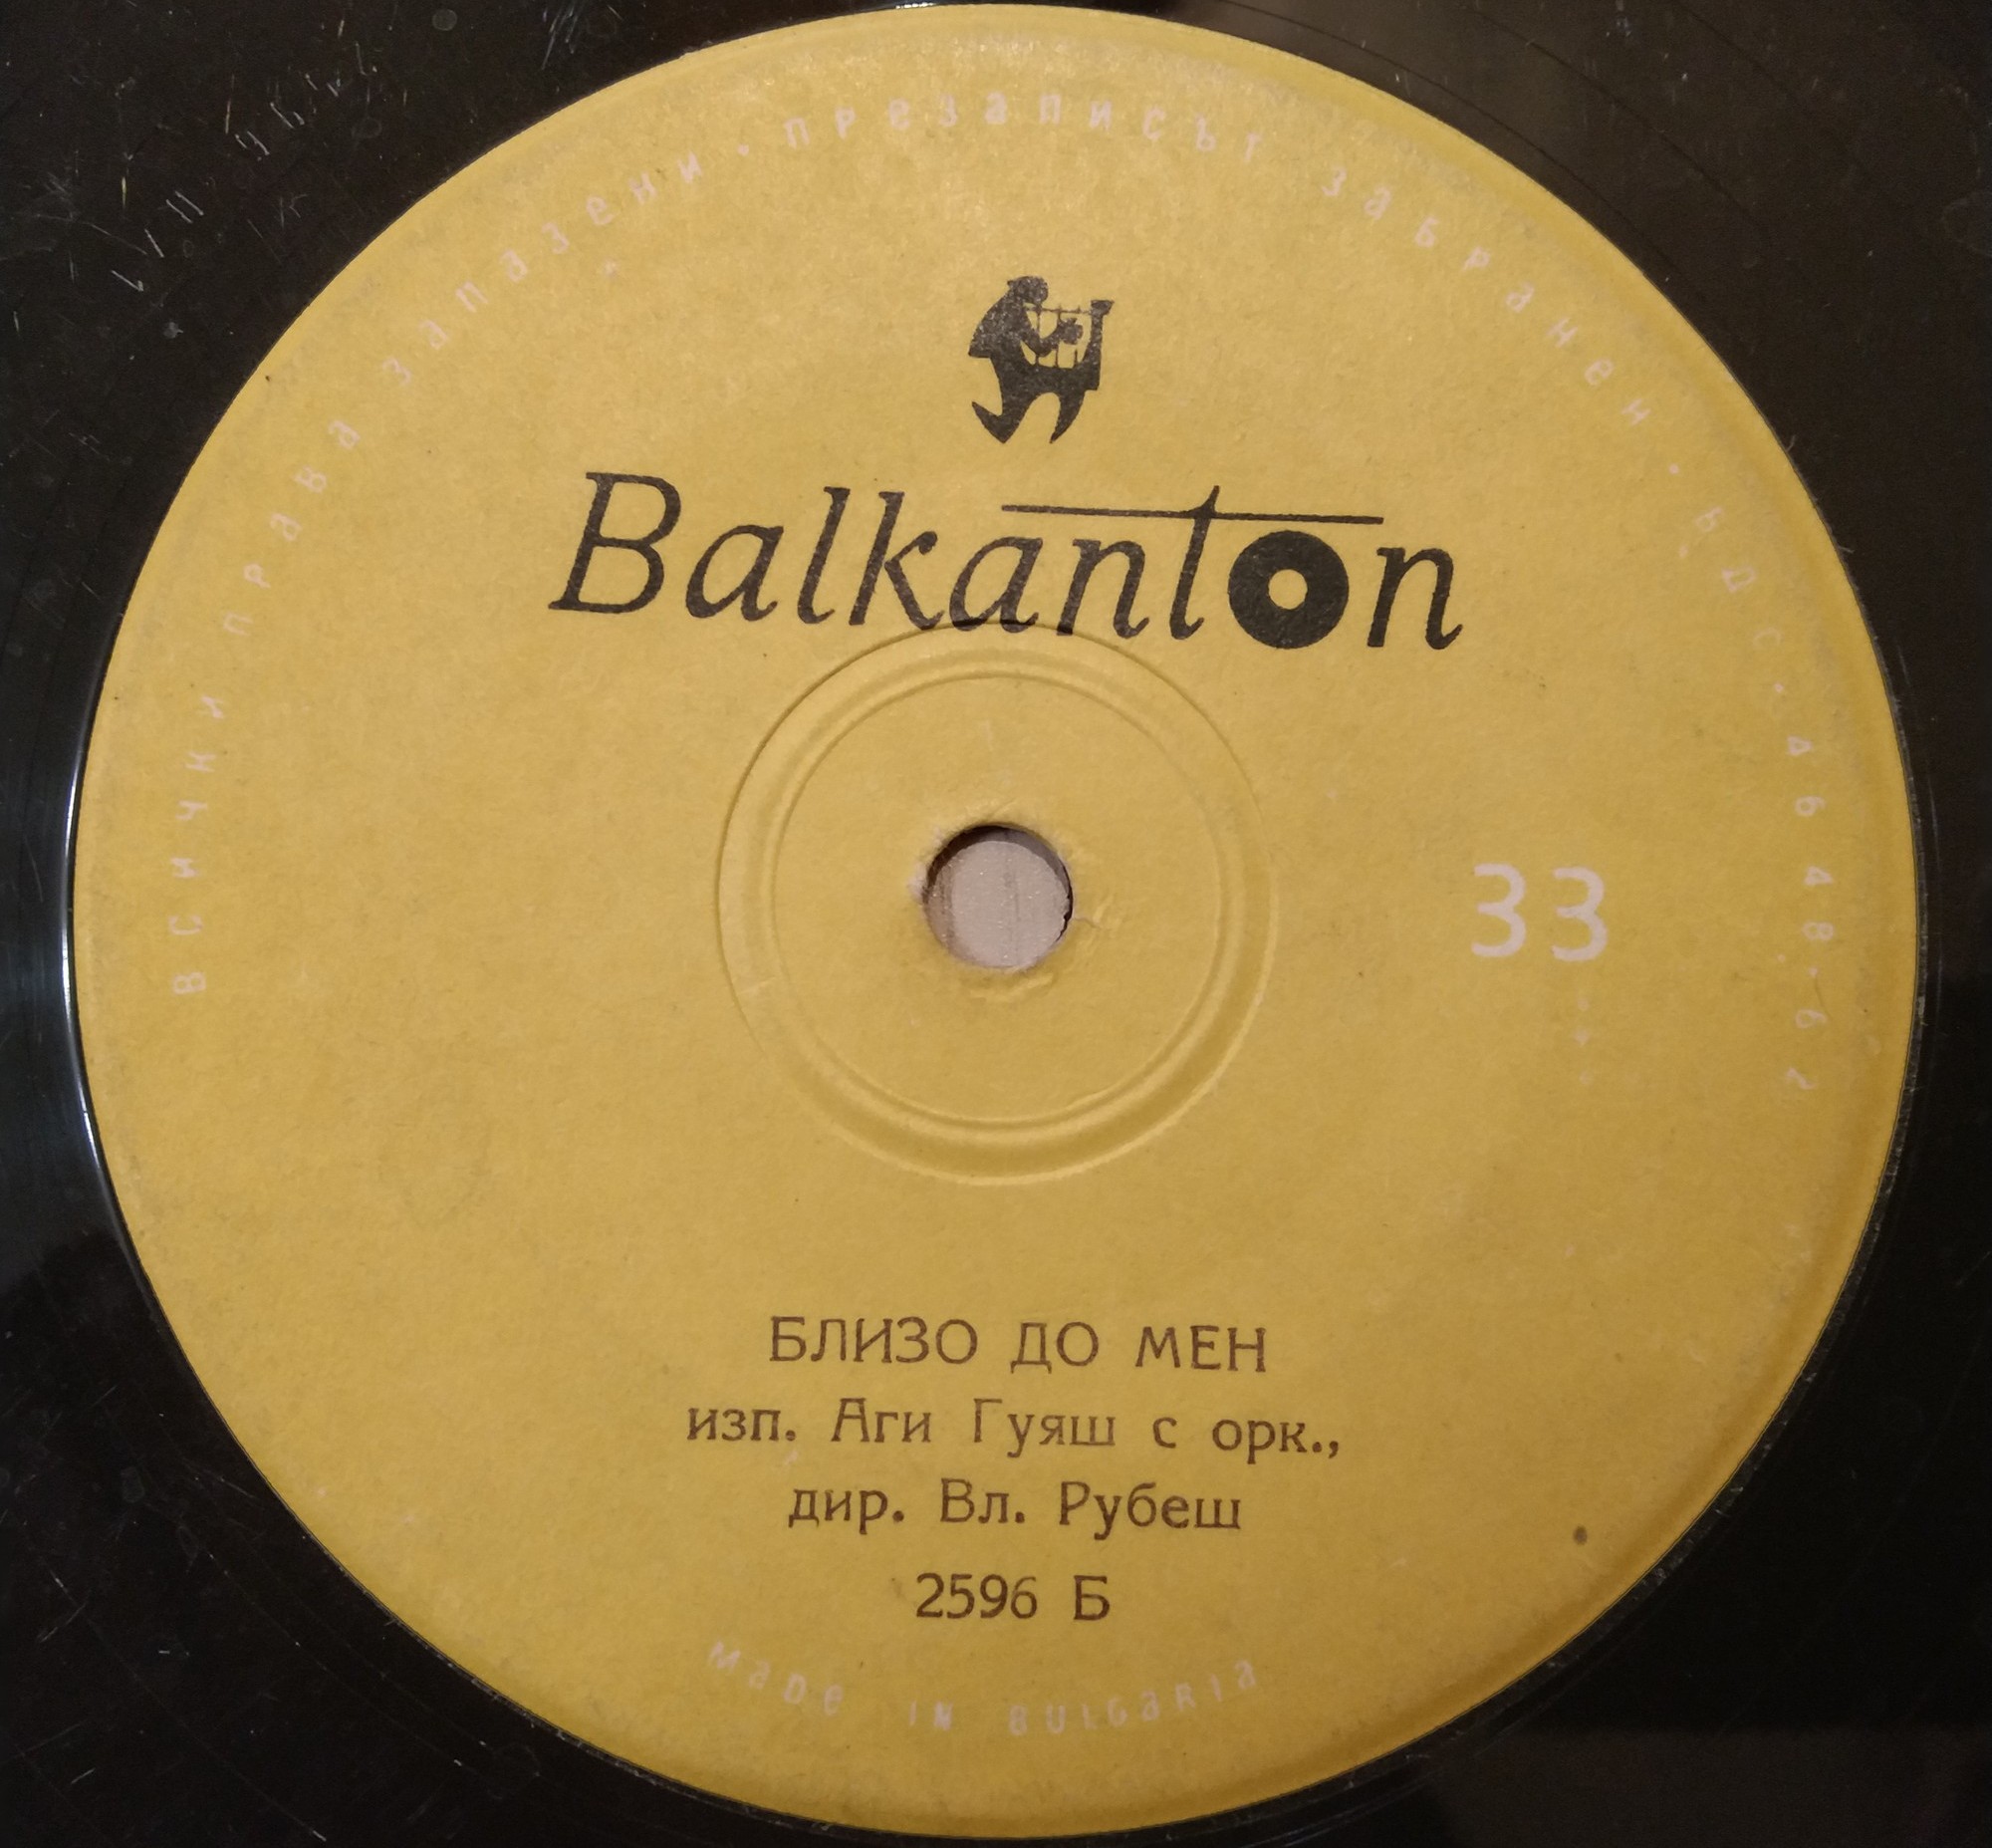 всички права запазени · презаписът забранен · БДС · 4648-62
Balkanton
33
БЛИЗО ДО МЕН
изп. Аги Гуяш с орк.,
дир. Вл. Рубеш
2596 Б
made in bulgaria